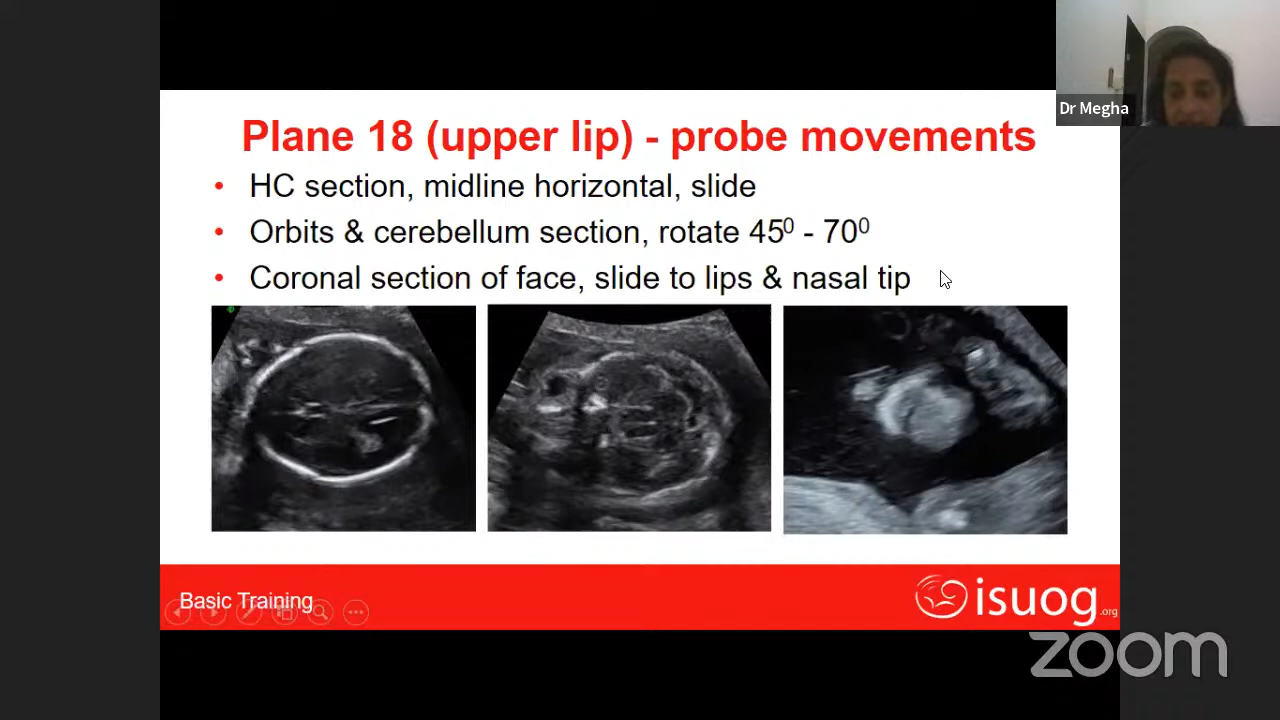 Dr Megha
Plane 18 (upper lip) - probe movements
• HC section, midline horizontal, slide
• Orbits & cerebellum section, rotate 45⁰ - 70⁰
• Coronal section of face, slide to lips & nasal tip
Basic Training
isuog.org
zoom